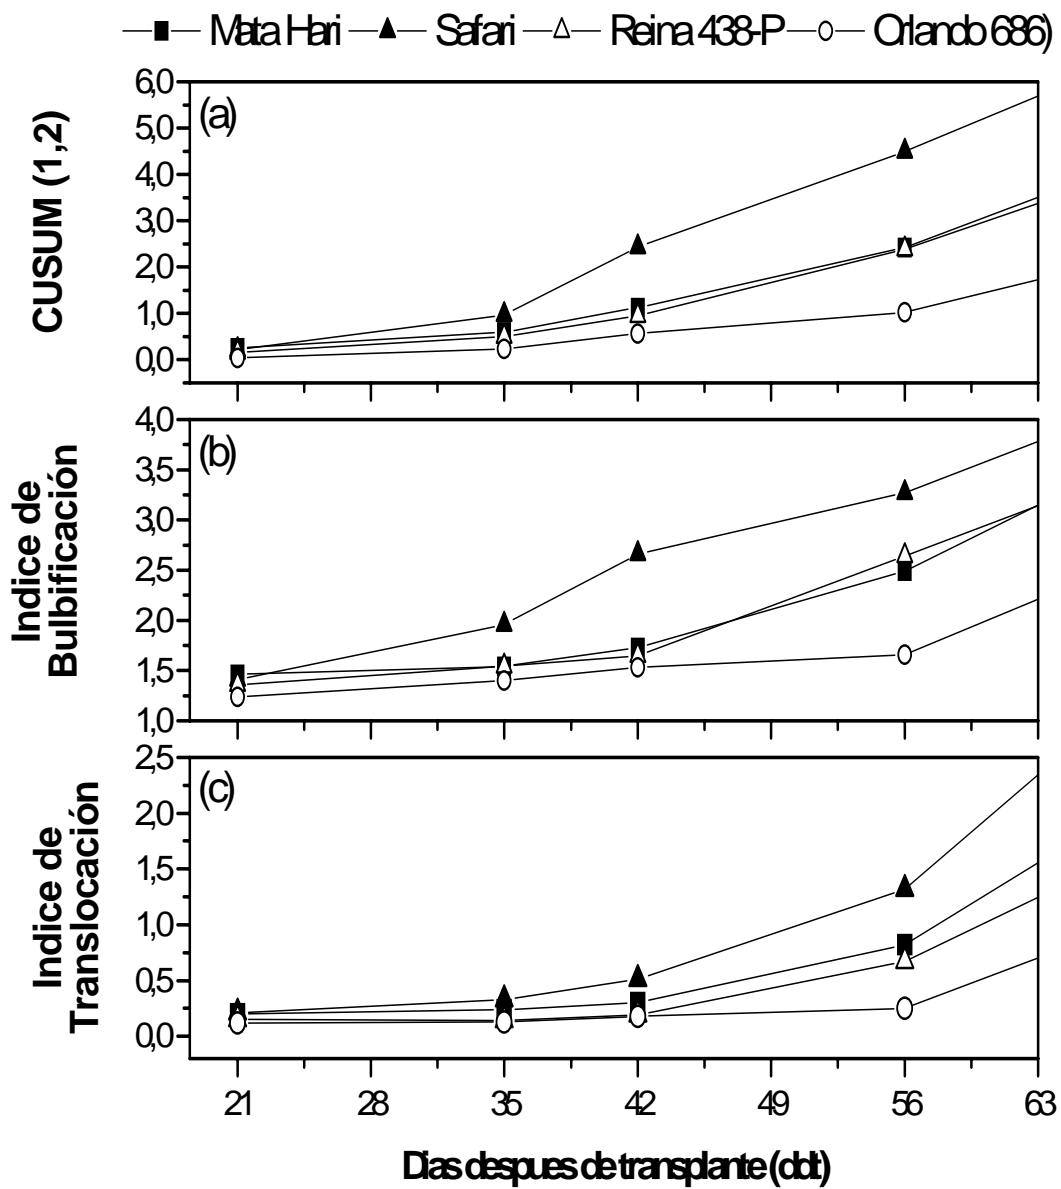 Mata Hari Safari Reina 438-P Orlando 686)
(a)
CUSUM (1,2)
6,0
5,0
4,0
3,0
2,0
1,0
0,0
(b)
Indice de
Bulbificación
4,0
3,5
3,0
2,5
2,0
1,5
1,0
(c)
Indice de
Translocación
2,5
2,0
1,5
1,0
0,5
0,0
21 28 35 42 49 56 63
Dias despues de transplante (ddt)